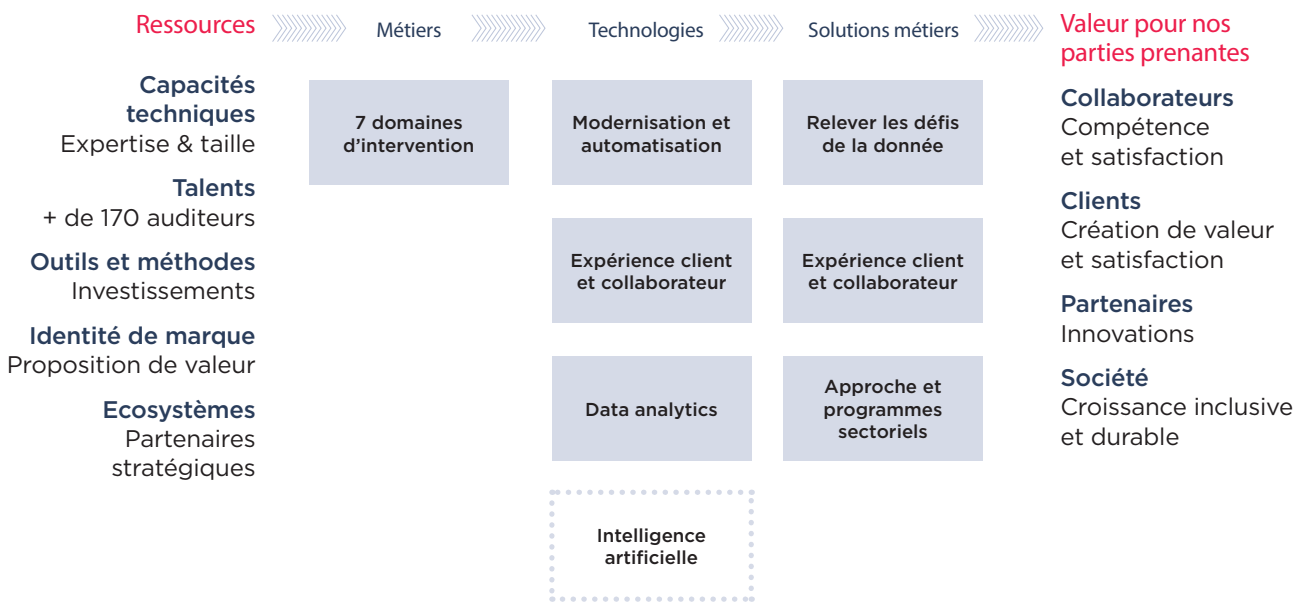 Ressources
Métiers
Technologies
Solutions métiers
Valeur pour nos
parties prenantes
Capacités
techniques
Expertise & taille
Talents
+ de 170 auditeurs
Outils et méthodes
Investissements
Identité de marque
Proposition de valeur
Ecosystèmes
Partenaires
stratégiques
7 domaines
d’intervention
Modernisation et
automatisation
Expérience client
et collaborateur
Data analytics
Intelligence
artificielle
Relever les défis
de la donnée
Expérience client
et collaborateur
Approche et
programmes
sectoriels
Collaborateurs
Compétence
et satisfaction
Clients
Création de valeur
et satisfaction
Partenaires
Innovations
Société
Croissance inclusive
et durable